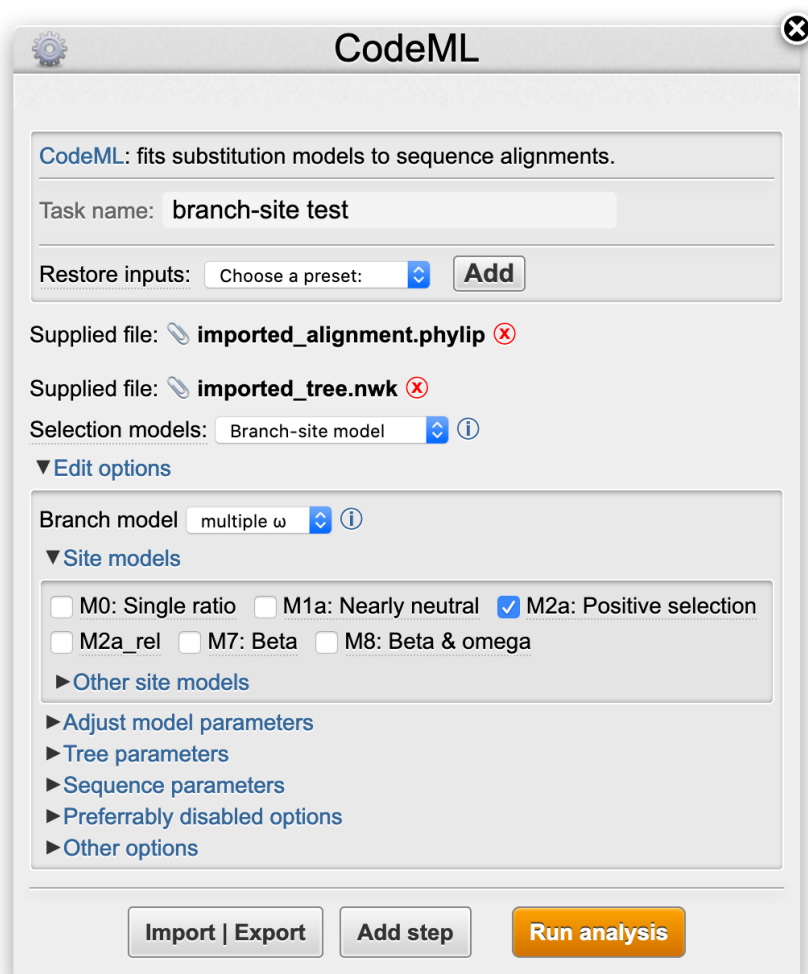 CodeML
CodeML: fits substitution models to sequence alignments.
Task name: branch-site test
Restore inputs: Choose a preset: Add
Supplied file: imported_alignment.phylip
Supplied file: imported_tree.nwk
Selection models: Branch-site model
Edit options
Branch model multiple ω
Site models
M0: Single ratio M1a: Nearly neutral M2a: Positive selection
M2a_rel M7: Beta M8: Beta & omega
Other site models
Adjust model parameters
Tree parameters
Sequence parameters
Preferrably disabled options
Other options
Import | Export Add step Run analysis